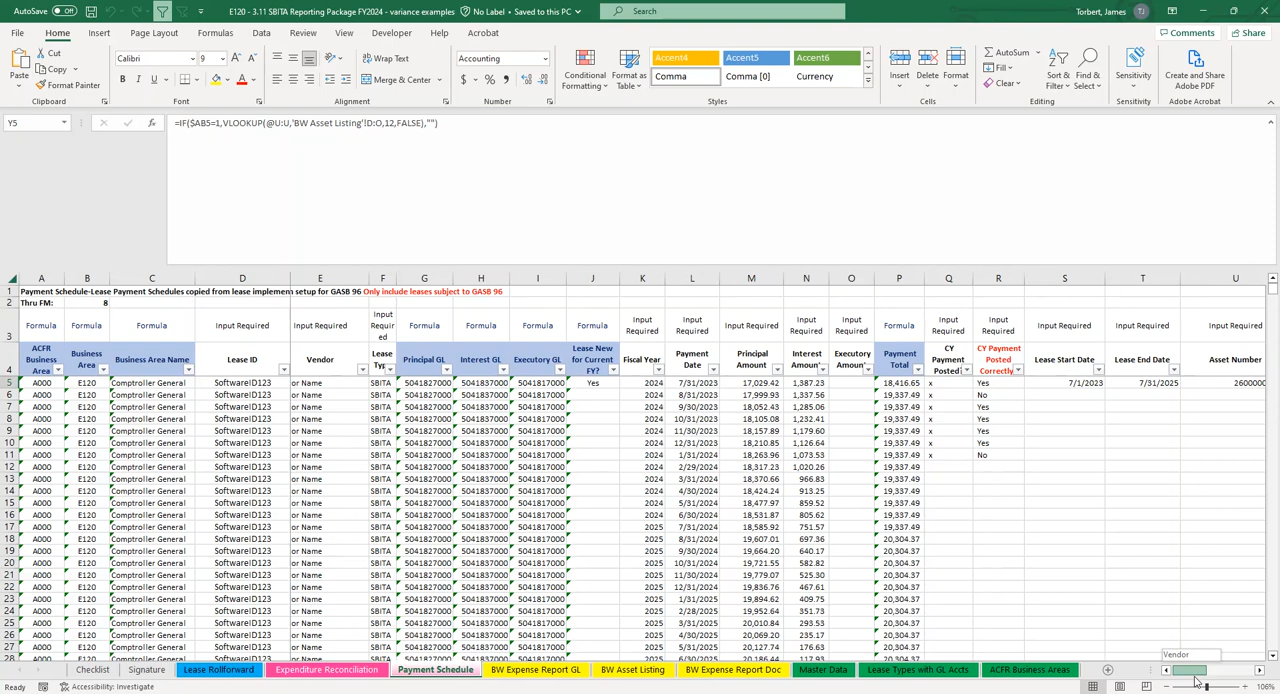 AutoSave Off E120 - 3.11 SBITA Reporting Package FY2024 - variance examples No Label • Saved to this PC Search Torbert, James TJ
File Home Insert Page Layout Formulas Data Review View Developer Help Acrobat Comments Share
Paste Cut Copy Format Painter Clipboard
Calibri 9 B I U Font
Wrap Text Merge & Center Alignment
Accounting $ % Number
Conditional Formatting Format as Table
Accent4 Accent5 Accent6
Comma Comma [0] Currency
Styles
Insert Delete Format Cells
AutoSum Fill Clear Sort & Filter Find & Select Editing
Sensitivity Sensitivity
Create and Share Adobe PDF Adobe Acrobat
Y5 fx =IF($AB5=1,VLOOKUP(@U:U,'BW Asset Listing'!D:O,12,FALSE),"")
A B C D E F G H I J K L M N O P Q R S T U
1 Payment Schedule-Lease Payment Schedules copied from lease implemen setup for GASB 96 Only include leases subject to GASB 96
2 Thru FM: 8
3 Formula Formula Formula Input Required Input Required Input Required Formula Formula Formula Formula Input Required Input Required Input Required Input Required Input Required Formula Input Required Input Required Input Required Input Required Input Required
4 ACFR Business Area Business Area Business Area Name Lease ID Vendor Lease Typ Principal GL Interest GL Executory GL Lease New for Current FY? Fiscal Year Payment Date Principal Amount Interest Amoun Executory Amoun Payment Total CY Payment Posted? CY Payment Posted Correctly Lease Start Date Lease End Date Asset Number
5 A000 E120 Comptroller General SoftwareID123 or Name SBITA 5041827000 5041837000 5041817000 Yes 2024 7/31/2023 17,029.42 1,387.23 18,416.65 x Yes 7/1/2023 7/31/2025 2600000
6 A000 E120 Comptroller General SoftwareID123 or Name SBITA 5041827000 5041837000 5041817000 2024 8/31/2023 17,999.93 1,337.56 19,337.49 x No
7 A000 E120 Comptroller General SoftwareID123 or Name SBITA 5041827000 5041837000 5041817000 2024 9/30/2023 18,052.43 1,285.06 19,337.49 x Yes
8 A000 E120 Comptroller General SoftwareID123 or Name SBITA 5041827000 5041837000 5041817000 2024 10/31/2023 18,105.08 1,232.41 19,337.49 x Yes
9 A000 E120 Comptroller General SoftwareID123 or Name SBITA 5041827000 5041837000 5041817000 2024 11/30/2023 18,157.89 1,179.60 19,337.49 x Yes
10 A000 E120 Comptroller General SoftwareID123 or Name SBITA 5041827000 5041837000 5041817000 2024 12/31/2023 18,210.85 1,126.64 19,337.49 x Yes
11 A000 E120 Comptroller General SoftwareID123 or Name SBITA 5041827000 5041837000 5041817000 2024 1/31/2024 18,263.96 1,073.53 19,337.49 x No
12 A000 E120 Comptroller General SoftwareID123 or Name SBITA 5041827000 5041837000 5041817000 2024 2/29/2024 18,317.23 1,020.26 19,337.49
13 A000 E120 Comptroller General SoftwareID123 or Name SBITA 5041827000 5041837000 5041817000 2024 3/31/2024 18,370.66 966.83 19,337.49
14 A000 E120 Comptroller General SoftwareID123 or Name SBITA 5041827000 5041837000 5041817000 2024 4/30/2024 18,424.24 913.25 19,337.49
15 A000 E120 Comptroller General SoftwareID123 or Name SBITA 5041827000 5041837000 5041817000 2024 5/31/2024 18,477.97 859.52 19,337.49
16 A000 E120 Comptroller General SoftwareID123 or Name SBITA 5041827000 5041837000 5041817000 2024 6/30/2024 18,531.87 805.62 19,337.49
17 A000 E120 Comptroller General SoftwareID123 or Name SBITA 5041827000 5041837000 5041817000 2025 7/31/2024 18,585.92 751.57 19,337.49
18 A000 E120 Comptroller General SoftwareID123 or Name SBITA 5041827000 5041837000 5041817000 2025 8/31/2024 19,607.01 697.36 20,304.37
19 A000 E120 Comptroller General SoftwareID123 or Name SBITA 5041827000 5041837000 5041817000 2025 9/30/2024 19,664.20 640.17 20,304.37
20 A000 E120 Comptroller General SoftwareID123 or Name SBITA 5041827000 5041837000 5041817000 2025 10/31/2024 19,721.55 582.82 20,304.37
21 A000 E120 Comptroller General SoftwareID123 or Name SBITA 5041827000 5041837000 5041817000 2025 11/30/2024 19,779.07 525.30 20,304.37
22 A000 E120 Comptroller General SoftwareID123 or Name SBITA 5041827000 5041837000 5041817000 2025 12/31/2024 19,836.76 467.61 20,304.37
23 A000 E120 Comptroller General SoftwareID123 or Name SBITA 5041827000 5041837000 5041817000 2025 1/31/2025 19,894.62 409.75 20,304.37
24 A000 E120 Comptroller General SoftwareID123 or Name SBITA 5041827000 5041837000 5041817000 2025 2/28/2025 19,952.64 351.73 20,304.37
25 A000 E120 Comptroller General SoftwareID123 or Name SBITA 5041827000 5041837000 5041817000 2025 3/31/2025 20,010.84 293.53 20,304.37
26 A000 E120 Comptroller General SoftwareID123 or Name SBITA 5041827000 5041837000 5041817000 2025 4/30/2025 20,069.20 235.17 20,304.37
27 A000 E120 Comptroller General SoftwareID123 or Name SBITA 5041827000 5041837000 5041817000 2025 5/31/2025 20,127.74 176.63 20,304.37
28 A000 E120 Comptroller General SoftwareID123 or Name SBITA 5041827000 5041837000 5041817000 2025 6/30/2025 20,186.44 117.93 20,304.37
Vendor
Checklist Signature Lease Rollforward Expenditure Reconciliation Payment Schedule BW Expense Report GL BW Asset Listing BW Expense Report Doc Master Data Lease Types with GL Accts ACFR Business Areas
Ready Accessibility: Investigate 106%